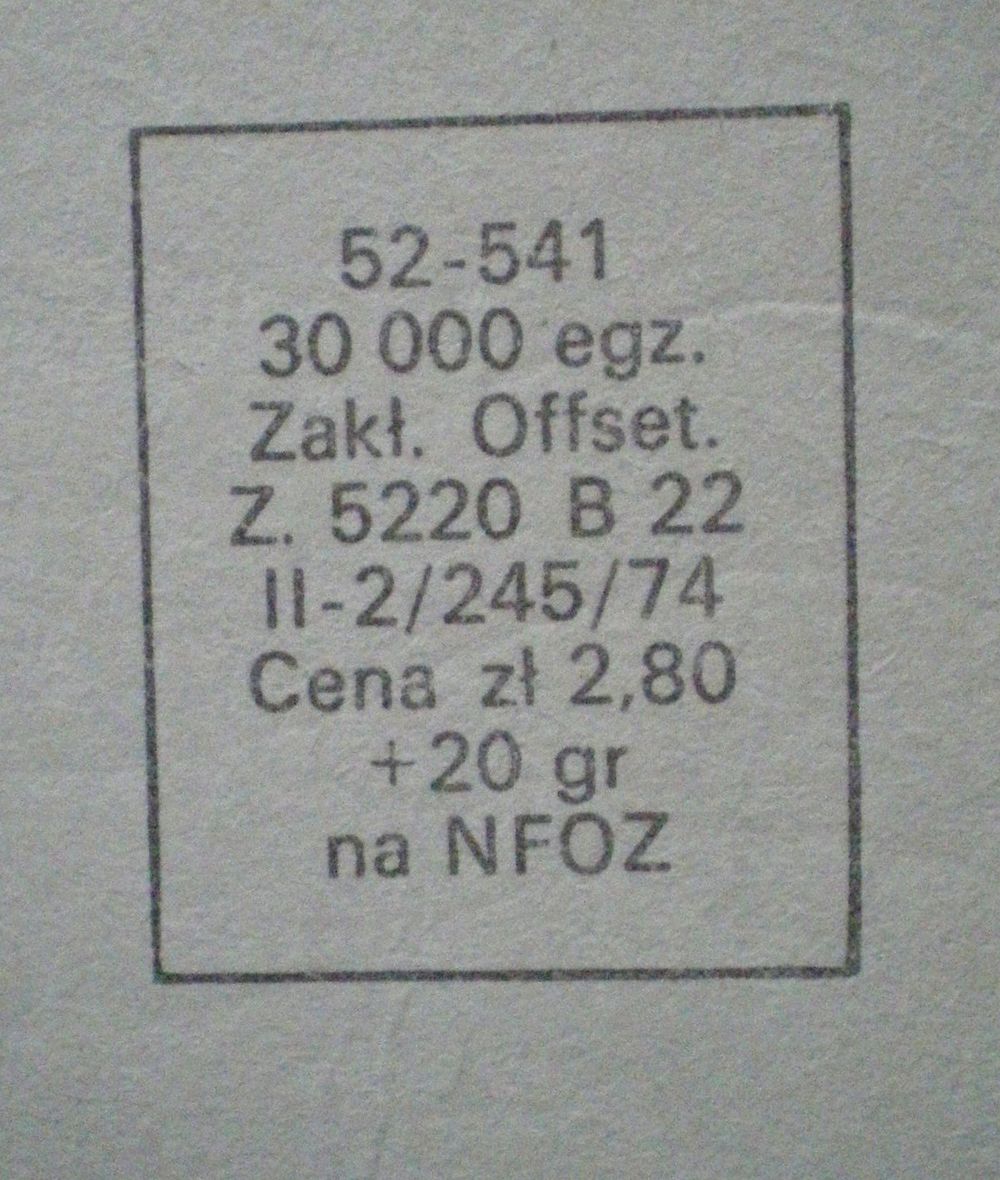 52-541
30 000 egz.
Zakł. Offset.
Z. 5220 B 22
II-2/245/74
Cena zł 2,80
+20 gr
na NFOZ